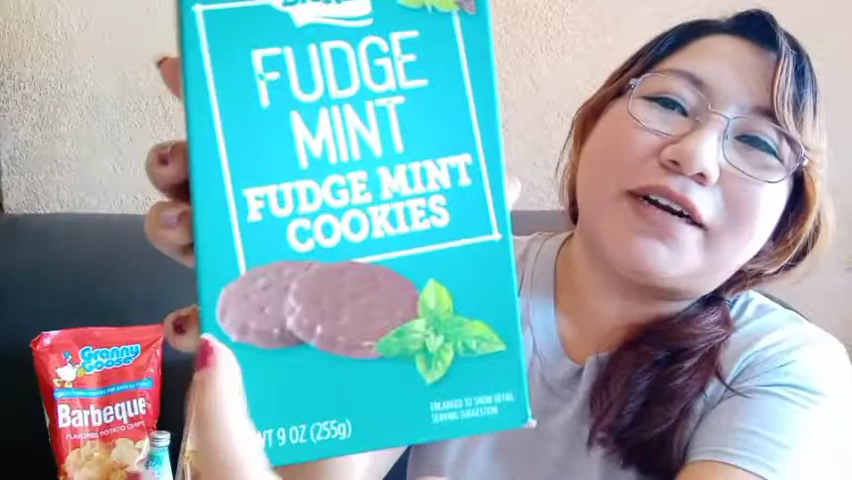 FUDGE
MINT
FUDGE MINT
COOKIES
ENLARGED TO SHOW DETAIL
SERVING SUGGESTION
WT 9 OZ (255g)
Granny
Goose
Barbeque
FLAVORED POTATO CHIPS